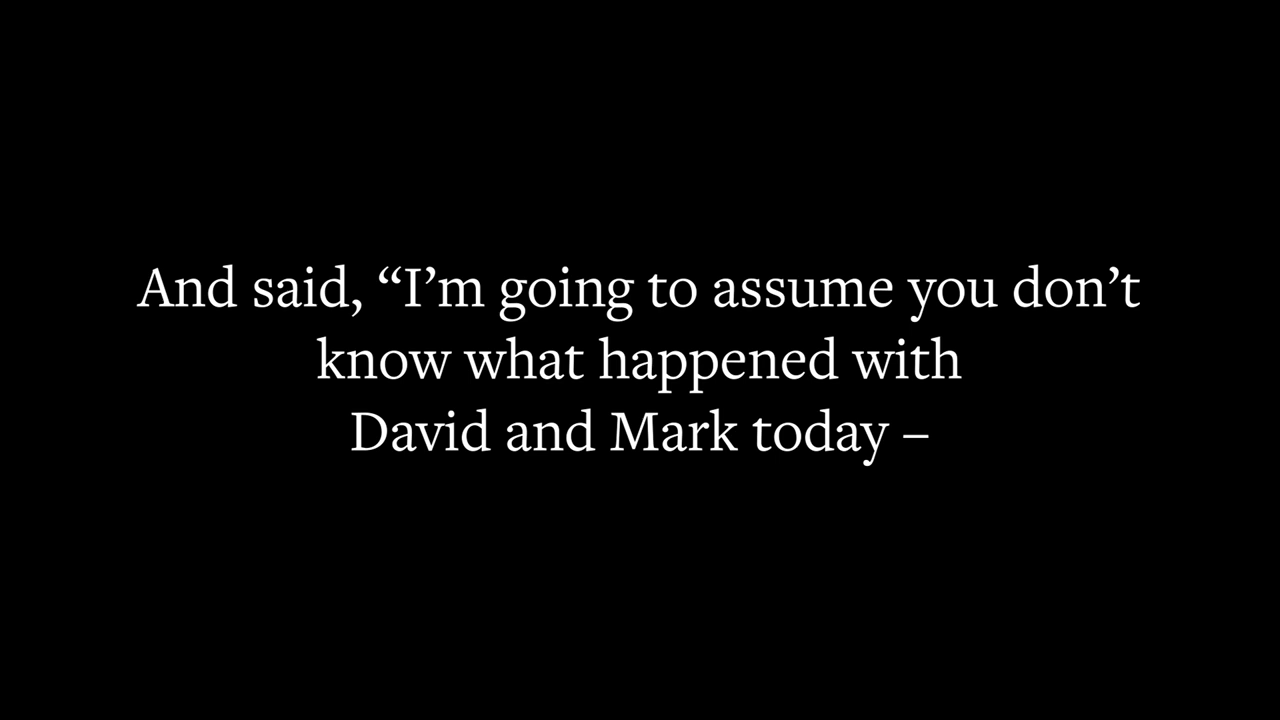 And said, “I’m going to assume you don’t
know what happened with
David and Mark today –